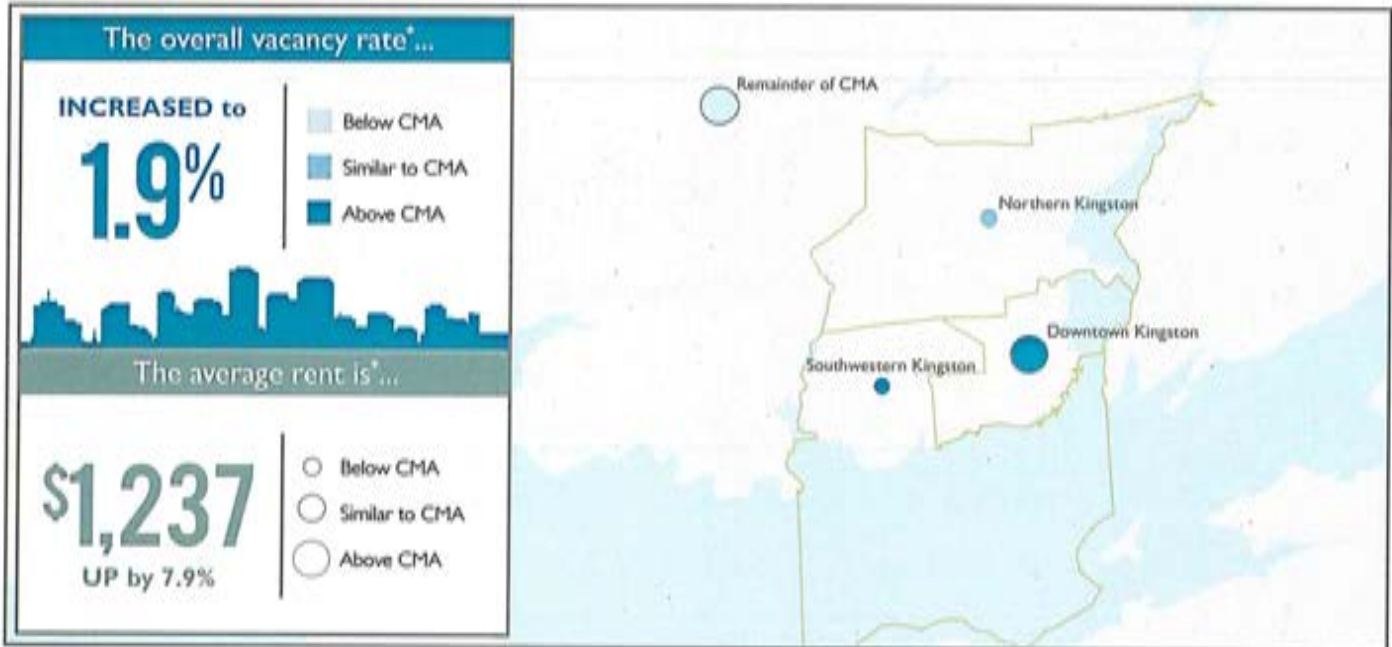 The overall vacancy rate*...
INCREASED to
1.9%
Below CMA
Similar to CMA
Above CMA
The average rent is*...
$1,237
UP by 7.9%
Below CMA
Similar to CMA
Above CMA
Remainder of CMA
Northern Kingston
Downtown Kingston
Southwestern Kingston